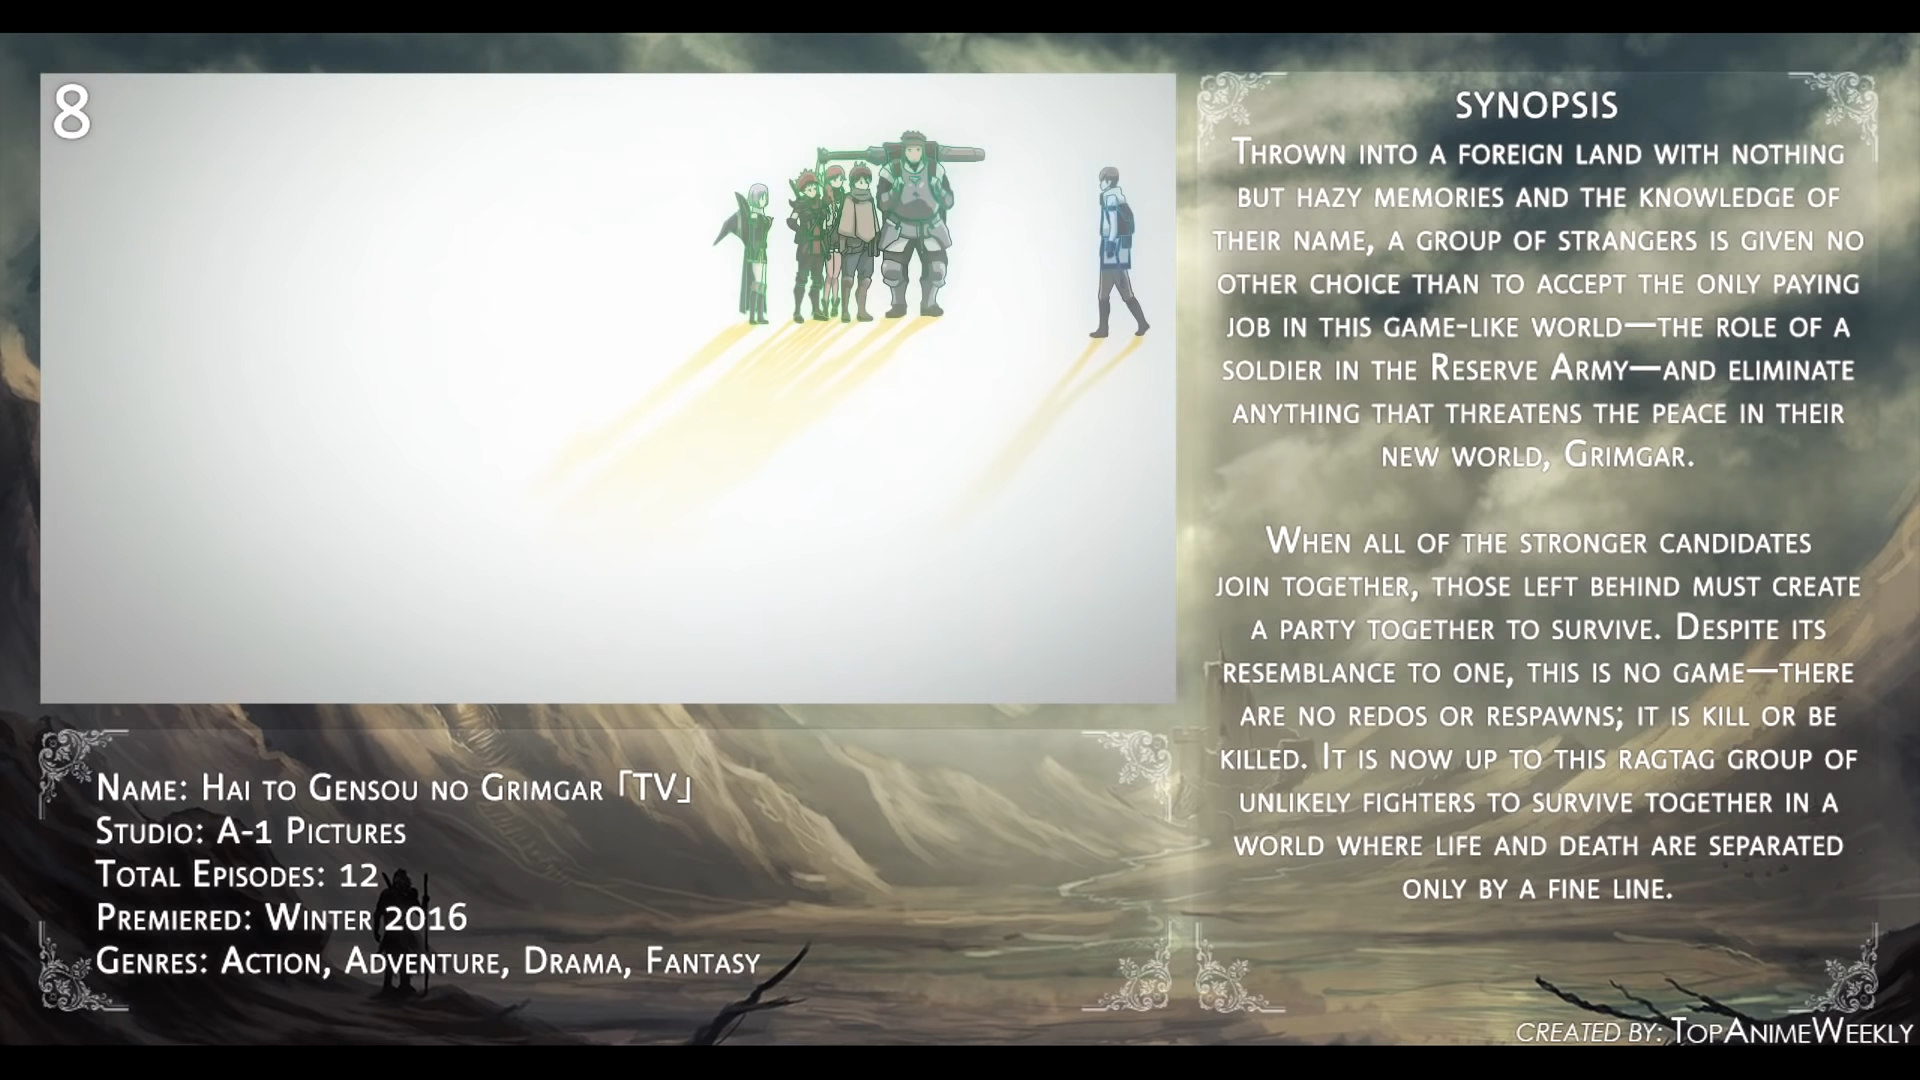 8
SYNOPSIS
Thrown into a foreign land with nothing
but hazy memories and the knowledge of
their name, a group of strangers is given no
other choice than to accept the only paying
job in this game-like world—the role of a
soldier in the Reserve Army—and eliminate
anything that threatens the peace in their
new world, Grimgar.
When all of the stronger candidates
join together, those left behind must create
a party together to survive. Despite its
resemblance to one, this is no game—there
are no redos or respawns; it is kill or be
killed. It is now up to this ragtag group of
unlikely fighters to survive together in a
world where life and death are separated
only by a fine line.
Name: Hai to Gensou no Grimgar「TV」
Studio: A-1 Pictures
Total Episodes: 12
Premiered: Winter 2016
Genres: Action, Adventure, Drama, Fantasy
CREATED BY: TopAnimeWeekly